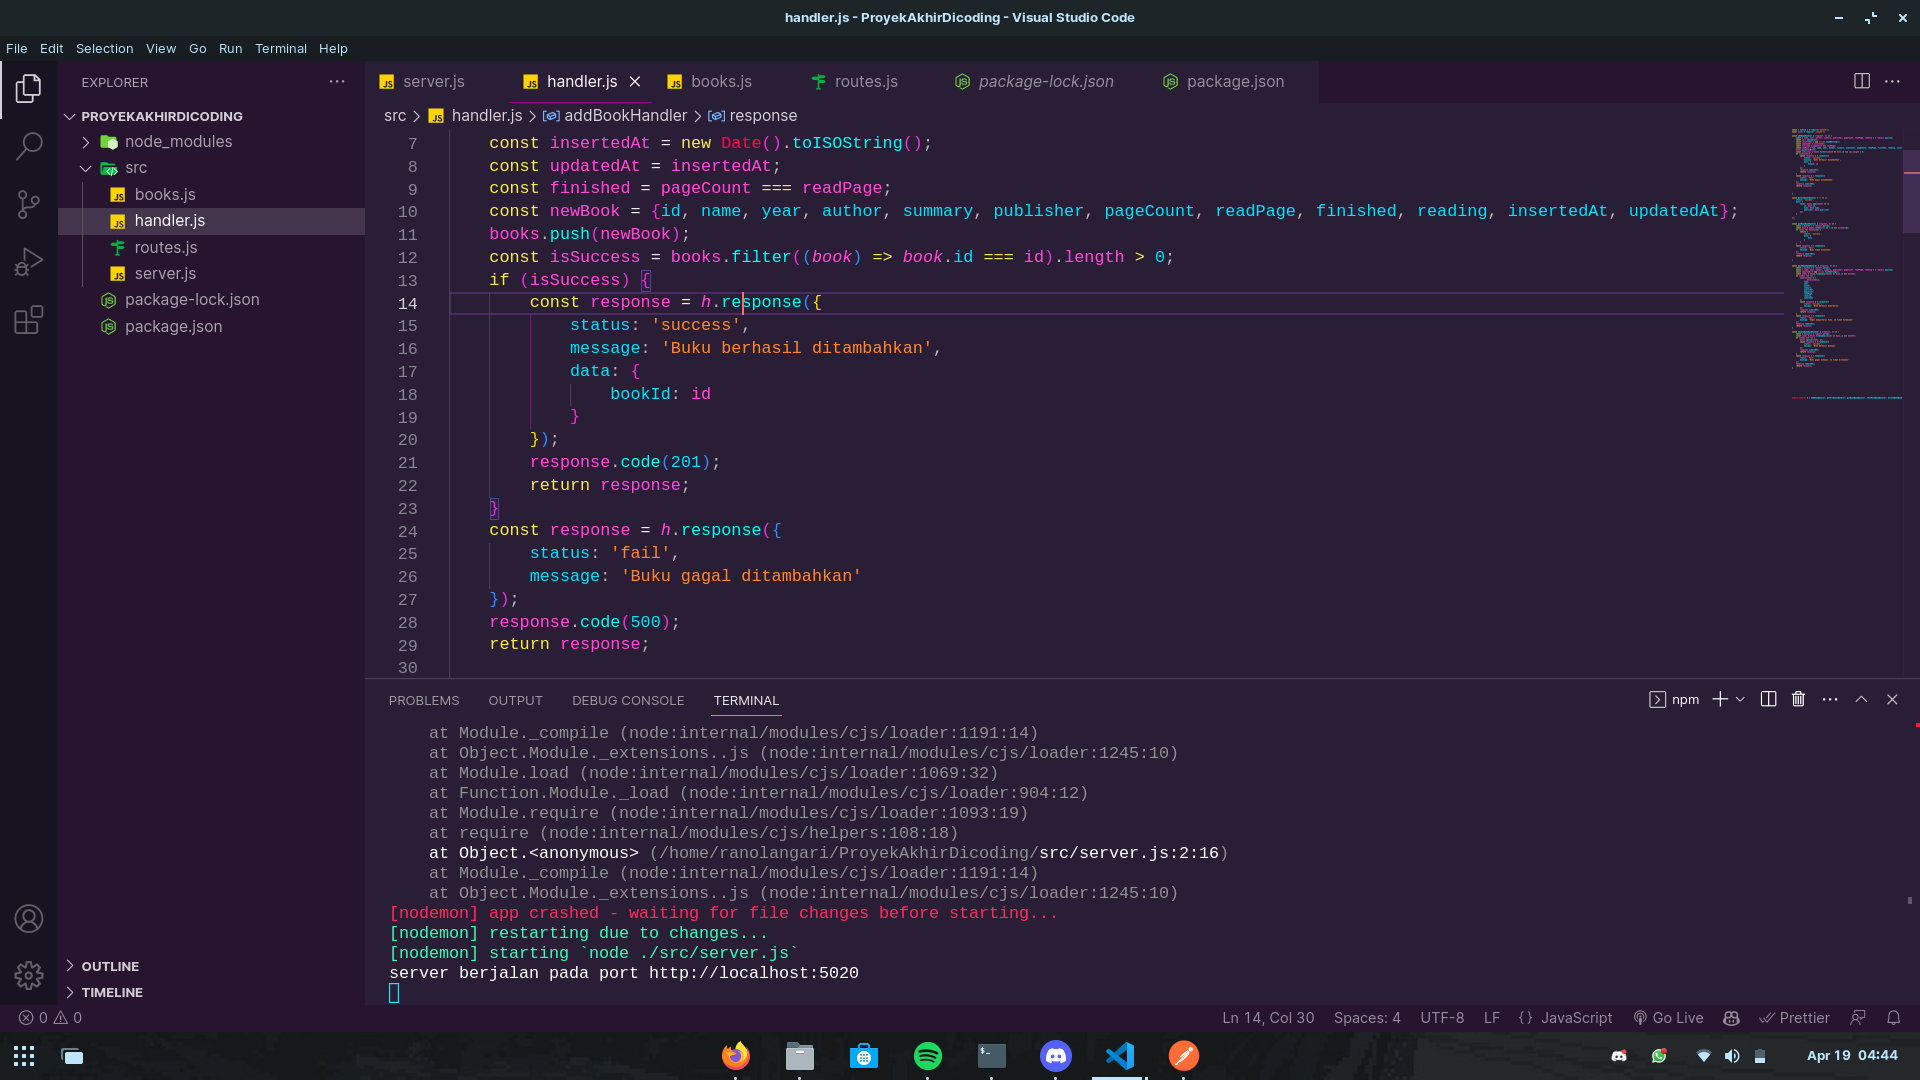 handler.js - ProyekAkhirDicoding - Visual Studio Code
File Edit Selection View Go Run Terminal Help
EXPLORER
PROYEKAKHIRDICODING
node_modules
src
books.js
handler.js
routes.js
server.js
package-lock.json
package.json
OUTLINE
TIMELINE
server.js handler.js books.js routes.js package-lock.json package.json
src > handler.js > addBookHandler > response
7 const insertedAt = new Date().toISOString();
8 const updatedAt = insertedAt;
9 const finished = pageCount === readPage;
10 const newBook = {id, name, year, author, summary, publisher, pageCount, readPage, finished, reading, insertedAt, updatedAt};
11 books.push(newBook);
12 const isSuccess = books.filter((book) => book.id === id).length > 0;
13 if (isSuccess) {
14 const response = h.response({
15 status: 'success',
16 message: 'Buku berhasil ditambahkan',
17 data: {
18 bookId: id
19 }
20 });
21 response.code(201);
22 return response;
23 }
24 const response = h.response({
25 status: 'fail',
26 message: 'Buku gagal ditambahkan'
27 });
28 response.code(500);
29 return response;
30
PROBLEMS OUTPUT DEBUG CONSOLE TERMINAL
npm
at Module._compile (node:internal/modules/cjs/loader:1191:14)
at Object.Module._extensions..js (node:internal/modules/cjs/loader:1245:10)
at Module.load (node:internal/modules/cjs/loader:1069:32)
at Function.Module._load (node:internal/modules/cjs/loader:904:12)
at Module.require (node:internal/modules/cjs/loader:1093:19)
at require (node:internal/modules/cjs/helpers:108:18)
at Object.<anonymous> (/home/ranolangari/ProyekAkhirDicoding/src/server.js:2:16)
at Module._compile (node:internal/modules/cjs/loader:1191:14)
at Object.Module._extensions..js (node:internal/modules/cjs/loader:1245:10)
[nodemon] app crashed - waiting for file changes before starting...
[nodemon] restarting due to changes...
[nodemon] starting `node ./src/server.js`
server berjalan pada port http://localhost:5020
0 0 Ln 14, Col 30 Spaces: 4 UTF-8 LF {} JavaScript Go Live Prettier
Apr 19 04:44